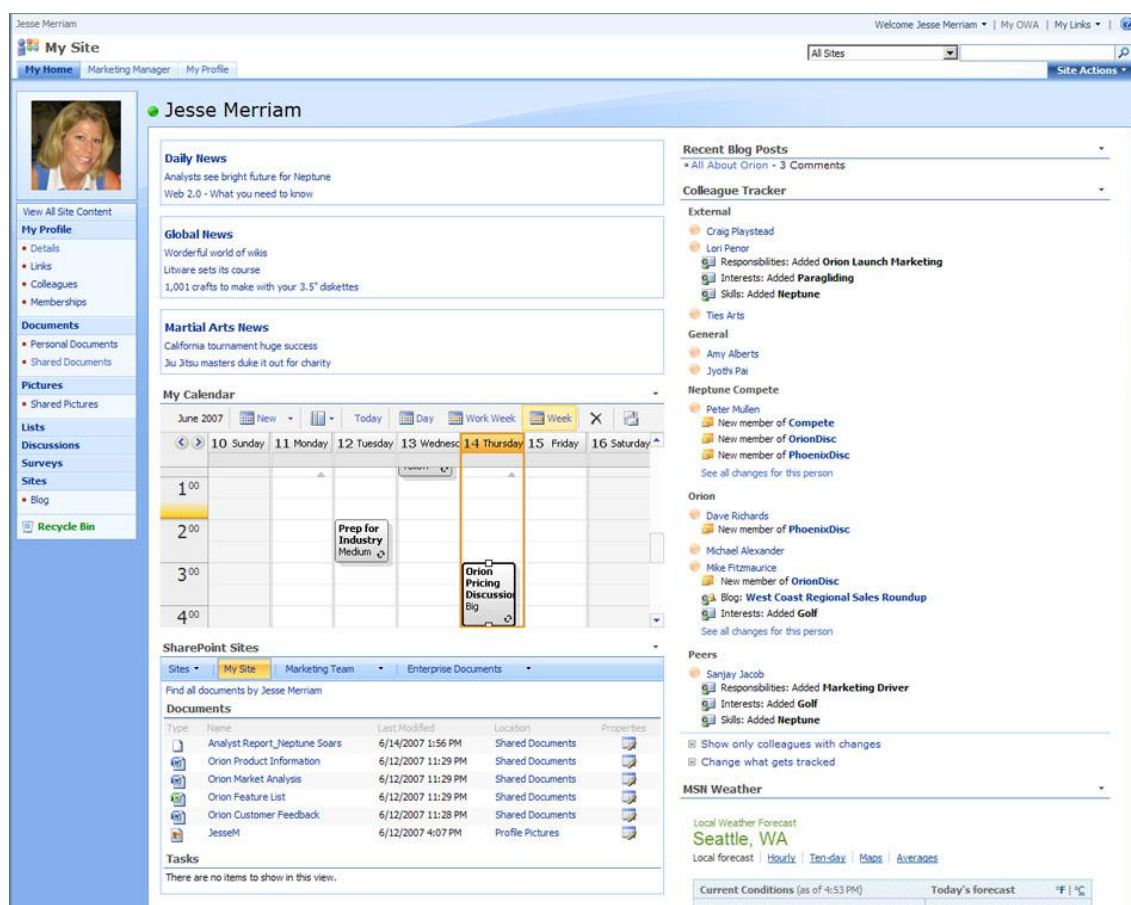 Jesse Merriam
Welcome Jesse Merriam | My OWA | My Links |
My Site
All Sites
My Home Marketing Manager My Profile
Site Actions
Jesse Merriam
View All Site Content
My Profile
Details
Links
Colleagues
Memberships
Documents
Personal Documents
Shared Documents
Pictures
Shared Pictures
Lists
Discussions
Surveys
Sites
Blog
Recycle Bin
Daily News
Analysts see bright future for Neptune
Web 2.0 - What you need to know
Global News
Worderful world of wikis
Litware sets its course
1,001 crafts to make with your 3.5" diskettes
Martial Arts News
California tournament huge success
Jiu Jitsu masters duke it out for charity
My Calendar
June 2007 New Today Day Work Week Week
10 Sunday 11 Monday 12 Tuesday 13 Wednesc 14 Thursday 15 Friday 16 Saturday
1 00
2 00
Prep for
Industry
Medium
3 00
Orion
Pricing
Discussion
Big
4 00
SharePoint Sites
Sites My Site Marketing Team Enterprise Documents
Find all documents by Jesse Merriam
Documents
Type Name Last Modified Location Properties
Analyst Report_Neptune Soars 6/14/2007 1:56 PM Shared Documents
Orion Product Information 6/12/2007 11:29 PM Shared Documents
Orion Market Analysis 6/12/2007 11:29 PM Shared Documents
Orion Feature List 6/12/2007 11:29 PM Shared Documents
Orion Customer Feedback 6/12/2007 11:28 PM Shared Documents
JesseM 6/12/2007 4:07 PM Profile Pictures
Tasks
There are no items to show in this view.
Recent Blog Posts
All About Orion - 3 Comments
Colleague Tracker
External
Craig Playstead
Lori Penor
Responsibilities: Added Orion Launch Marketing
Interests: Added Paragliding
Skills: Added Neptune
Ties Arts
General
Amy Alberts
Jyothi Pai
Neptune Compete
Peter Mullen
New member of Compete
New member of OrionDisc
New member of PhoenixDisc
See all changes for this person
Orion
Dave Richards
New member of PhoenixDisc
Michael Alexander
Mike Fitzmaurice
New member of OrionDisc
Blog: West Coast Regional Sales Roundup
Interests: Added Golf
See all changes for this person
Peers
Sanjay Jacob
Responsibilities: Added Marketing Driver
Interests: Added Golf
Skills: Added Neptune
Show only colleagues with changes
Change what gets tracked
MSN Weather
Local Weather Forecast
Seattle, WA
Local forecast | Hourly | Ten-day | Maps | Averages
Current Conditions (as of 4:53 PM) Today's forecast °F | °C